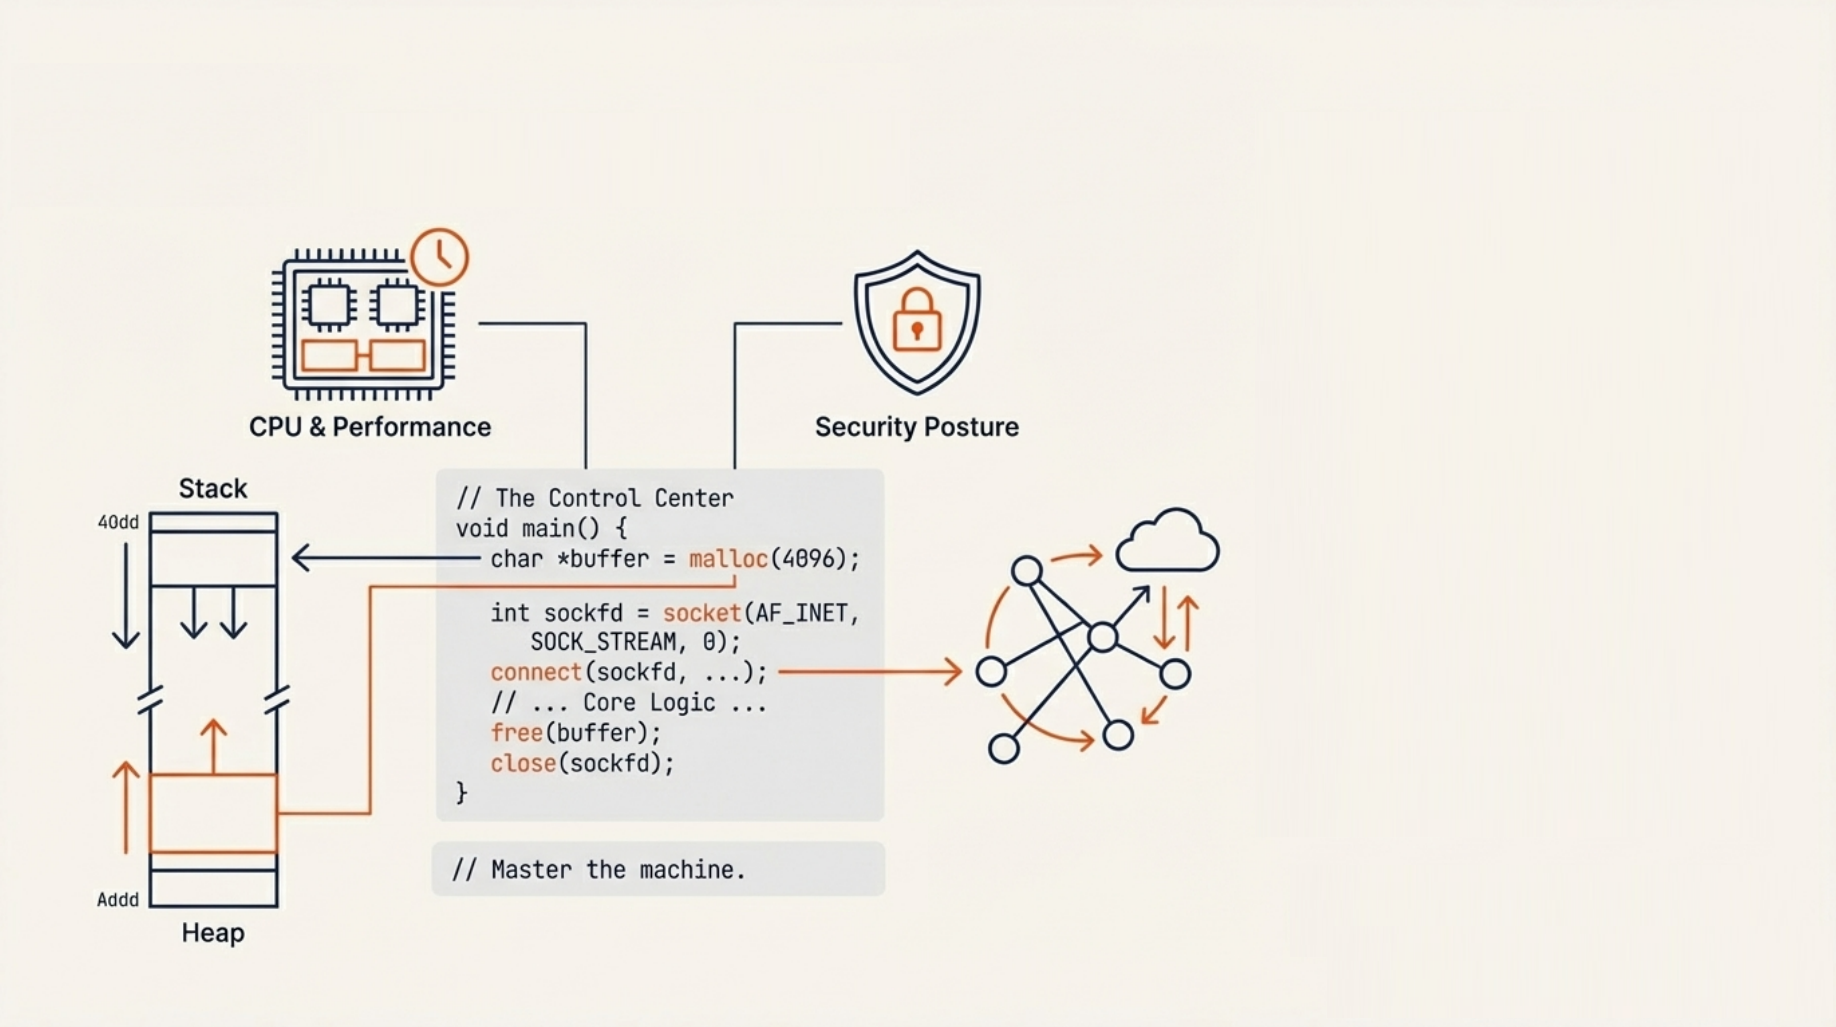 CPU & Performance
Security Posture
Stack
40dd
Addd
Heap
// The Control Center
void main() {
char *buffer = malloc(4096);
int sockfd = socket(AF_INET,
SOCK_STREAM, 0);
connect(sockfd, ...);
// ... Core Logic ...
free(buffer);
close(sockfd);
}
// Master the machine.